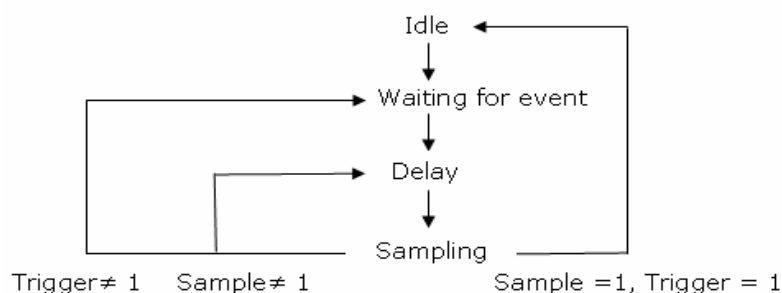 Idle
Waiting for event
Delay
Sampling
Trigger≠ 1 Sample≠ 1 Sample =1, Trigger = 1